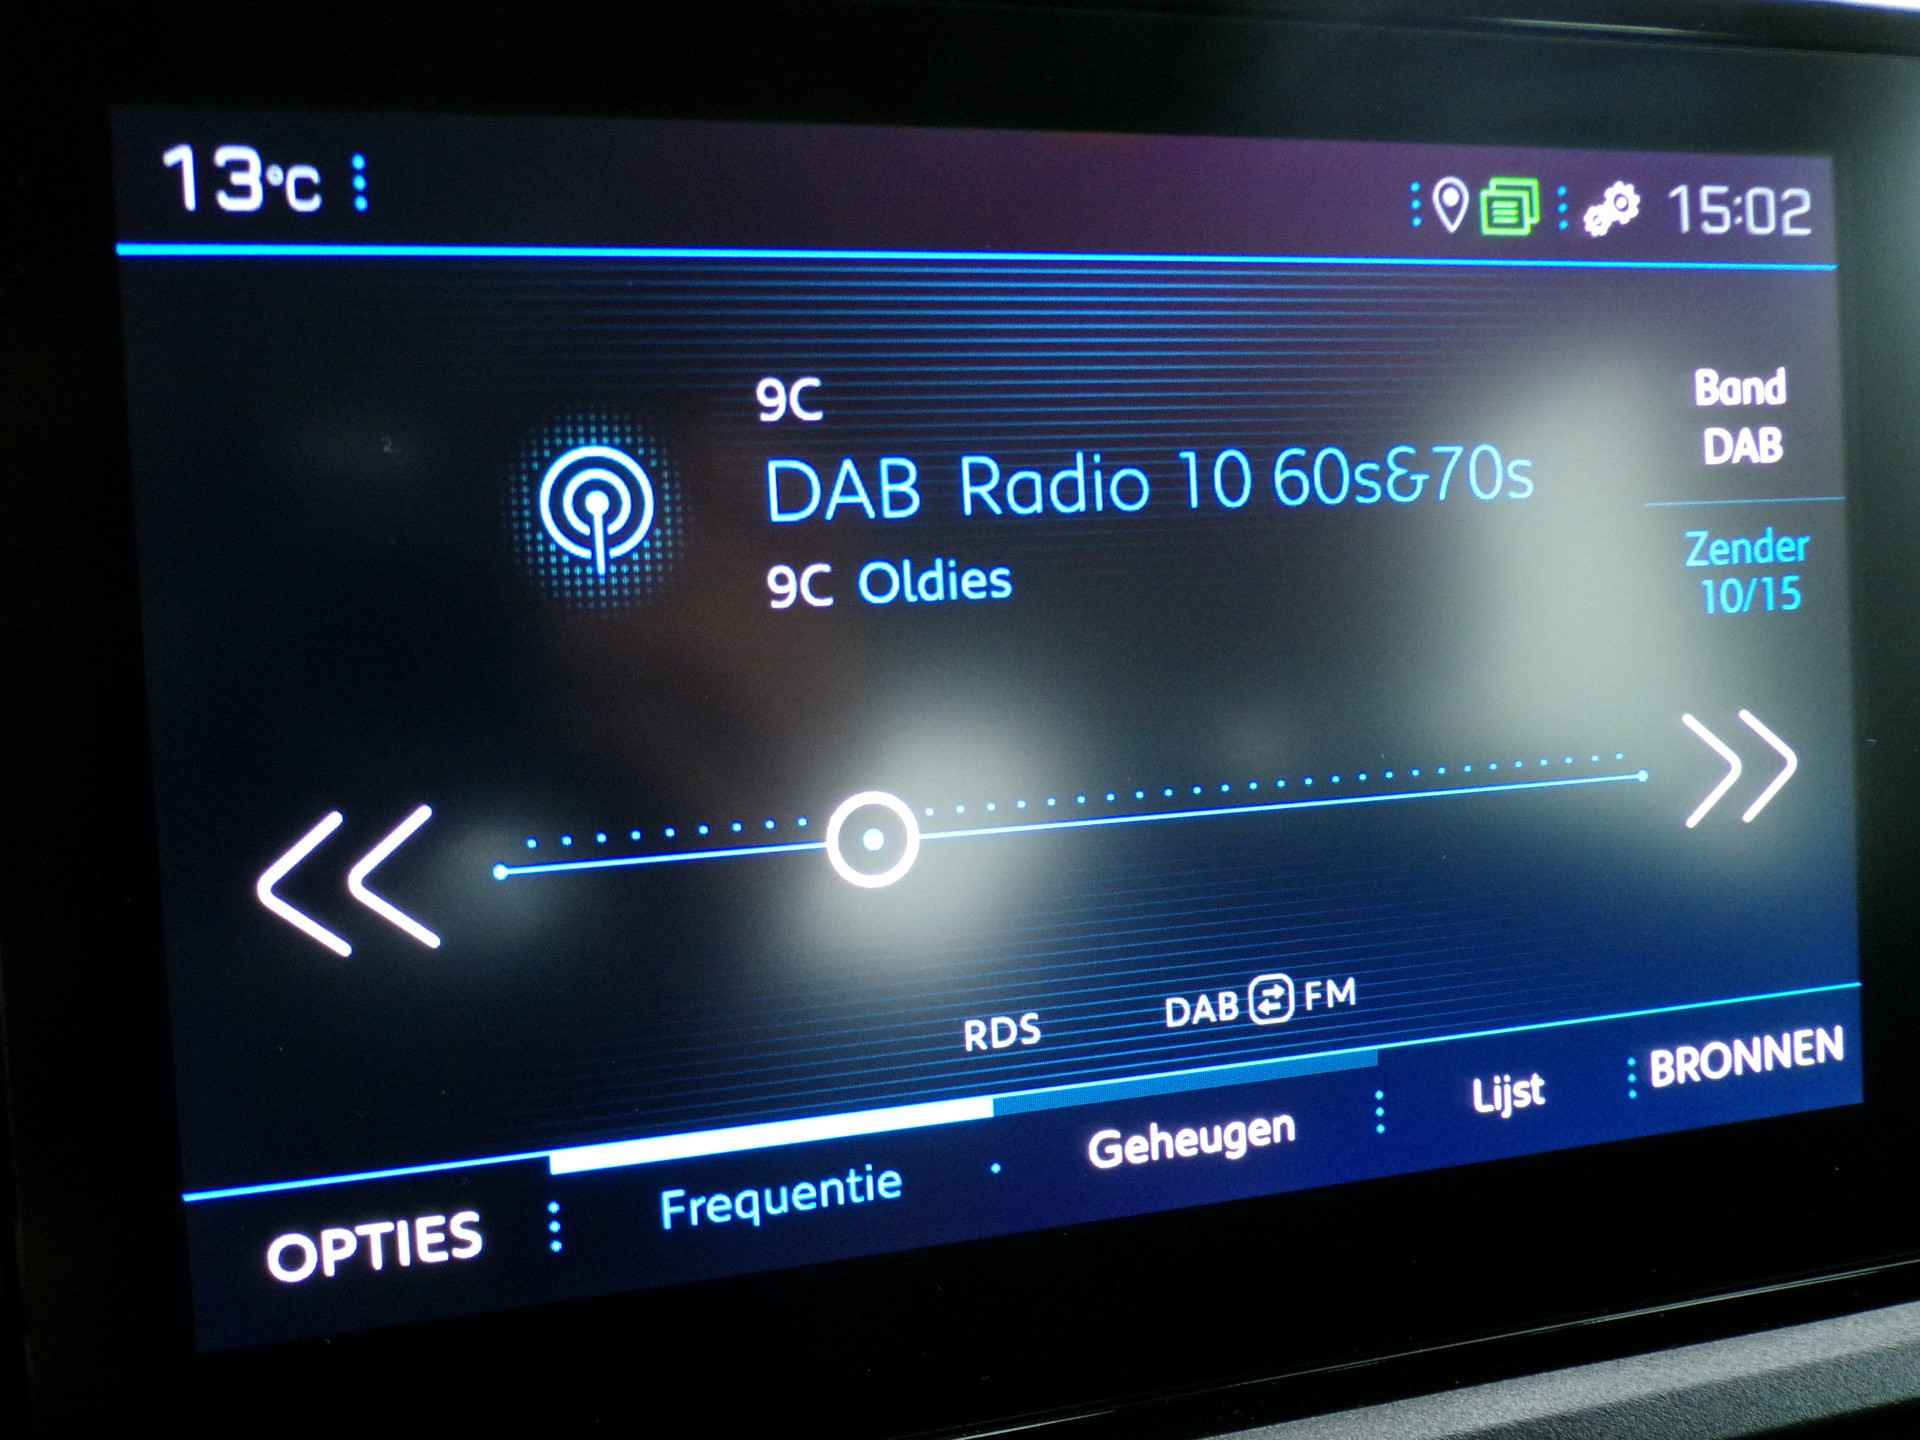 13°C
15:02
9C
DAB Radio 10 60s&70s
9C Oldies
Band
DAB
Zender
10/15
RDS
DAB FM
OPTIES
Frequentie
Geheugen
Lijst
BRONNEN